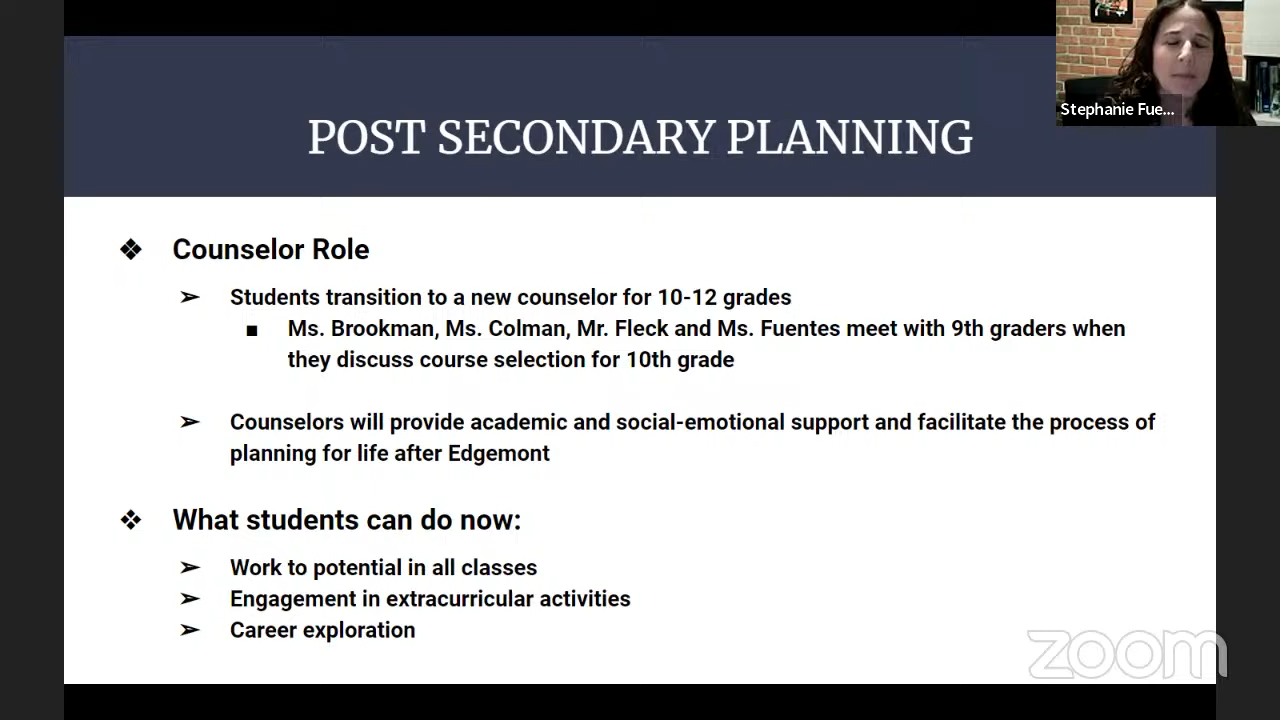 Stephanie Fue...
POST SECONDARY PLANNING
❖ Counselor Role
➢ Students transition to a new counselor for 10-12 grades
■ Ms. Brookman, Ms. Colman, Mr. Fleck and Ms. Fuentes meet with 9th graders when
they discuss course selection for 10th grade
➢ Counselors will provide academic and social-emotional support and facilitate the process of
planning for life after Edgemont
❖ What students can do now:
➢ Work to potential in all classes
➢ Engagement in extracurricular activities
➢ Career exploration
zoom